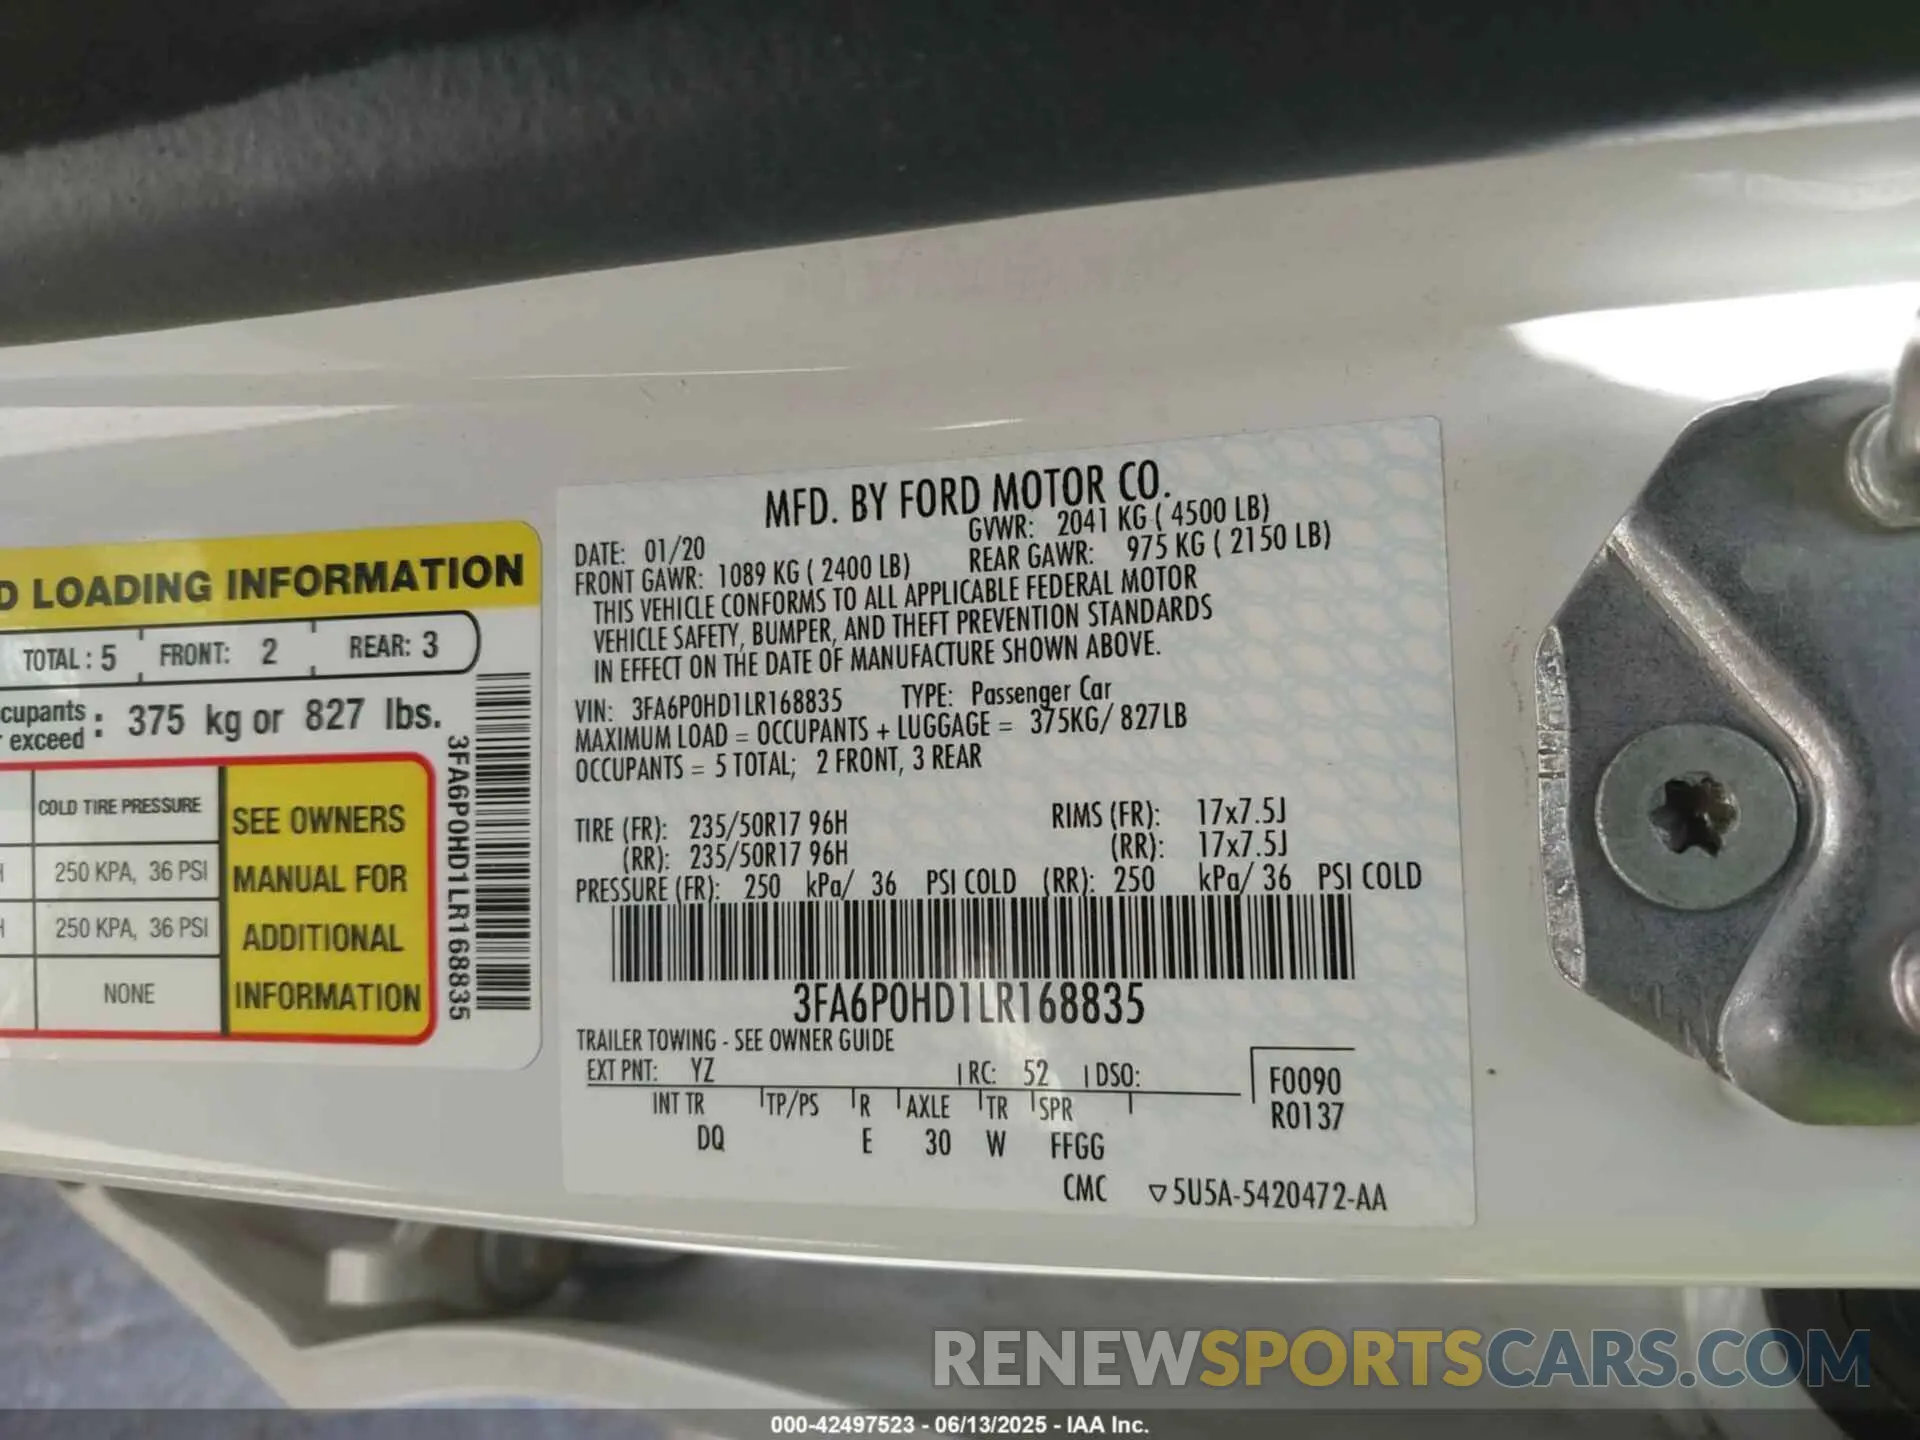 D LOADING INFORMATION
TOTAL: 5 FRONT: 2 REAR: 3
cupants
exceed : 375 kg or 827 lbs.
COLD TIRE PRESSURE
250 KPA, 36 PSI
250 KPA, 36 PSI
NONE
SEE OWNERS
MANUAL FOR
ADDITIONAL
INFORMATION
3FA6P0HD1LR168835
MFD. BY FORD MOTOR CO.
DATE: 01/20 GVWR: 2041 KG ( 4500 LB)
FRONT GAWR: 1089 KG ( 2400 LB) REAR GAWR: 975 KG ( 2150 LB)
THIS VEHICLE CONFORMS TO ALL APPLICABLE FEDERAL MOTOR
VEHICLE SAFETY, BUMPER, AND THEFT PREVENTION STANDARDS
IN EFFECT ON THE DATE OF MANUFACTURE SHOWN ABOVE.
VIN: 3FA6P0HD1LR168835 TYPE: Passenger Car
MAXIMUM LOAD = OCCUPANTS + LUGGAGE = 375KG/ 827LB
OCCUPANTS = 5 TOTAL; 2 FRONT, 3 REAR
TIRE (FR): 235/50R17 96H RIMS (FR): 17x7.5J
(RR): 235/50R17 96H (RR): 17x7.5J
PRESSURE (FR): 250 kPa/ 36 PSI COLD (RR): 250 kPa/ 36 PSI COLD
3FA6P0HD1LR168835
TRAILER TOWING - SEE OWNER GUIDE
EXT PNT: YZ RC: 52 DSO:
INT TR TP/PS R AXLE TR SPR
DQ E 30 W FFGG
F0090
R0137
CMC ▽5U5A-5420472-AA
RENEWSPORTSCARS.COM
000-42497523 - 06/13/2025 - IAA Inc.